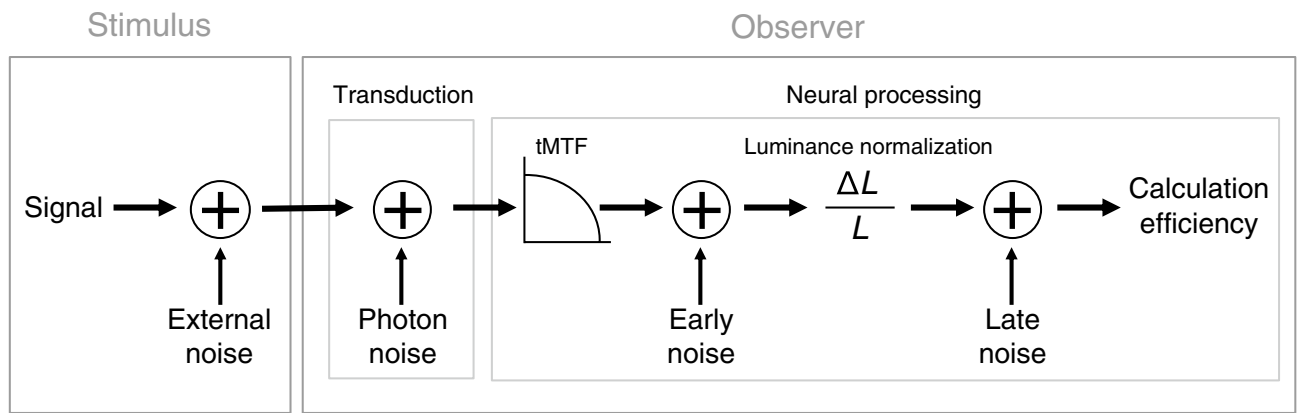 Stimulus
Observer
Transduction
Neural processing
tMTF
Luminance normalization
Signal
ΔL
L
Calculation
efficiency
External
noise
Photon
noise
Early
noise
Late
noise